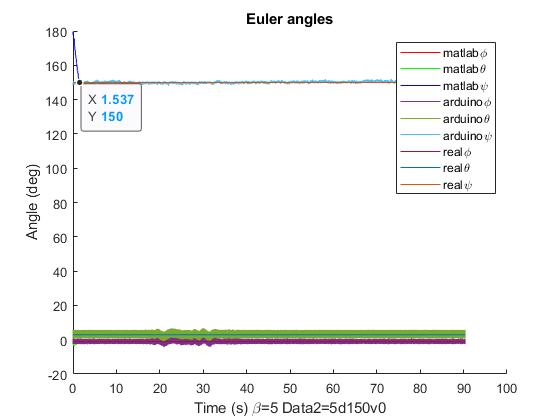 Euler angles
180
160
140
120
100
80
60
40
20
0
-20
Angle (deg)
X 1.537
Y 150
matlab ϕ
matlab θ
matlab ψ
arduino ϕ
arduino θ
arduino ψ
real ϕ
real θ
real ψ
0 10 20 30 40 50 60 70 80 90 100
Time (s) β=5 Data2=5d150v0